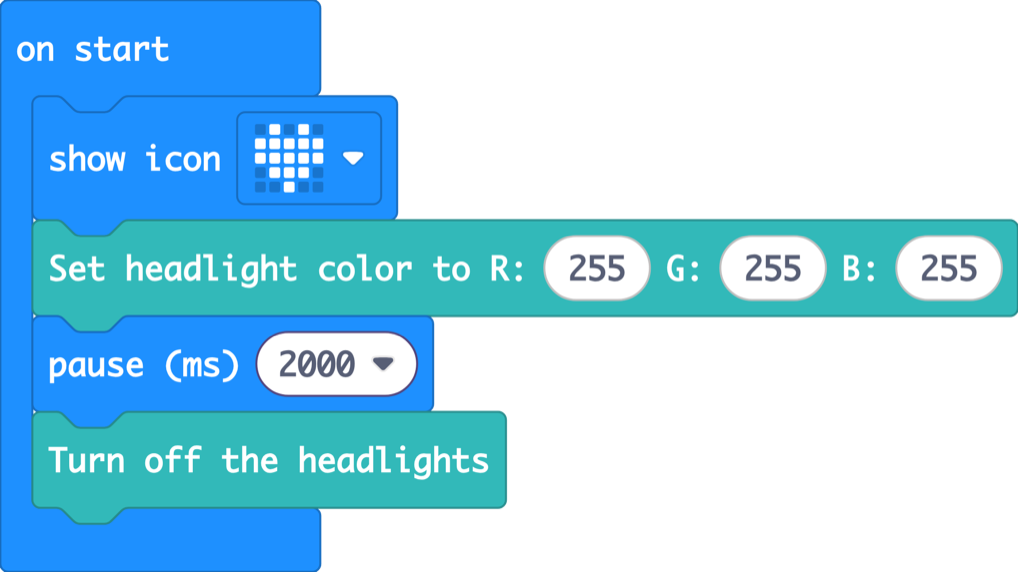 on start
show icon
Set headlight color to R: 255 G: 255 B: 255
pause (ms) 2000
Turn off the headlights